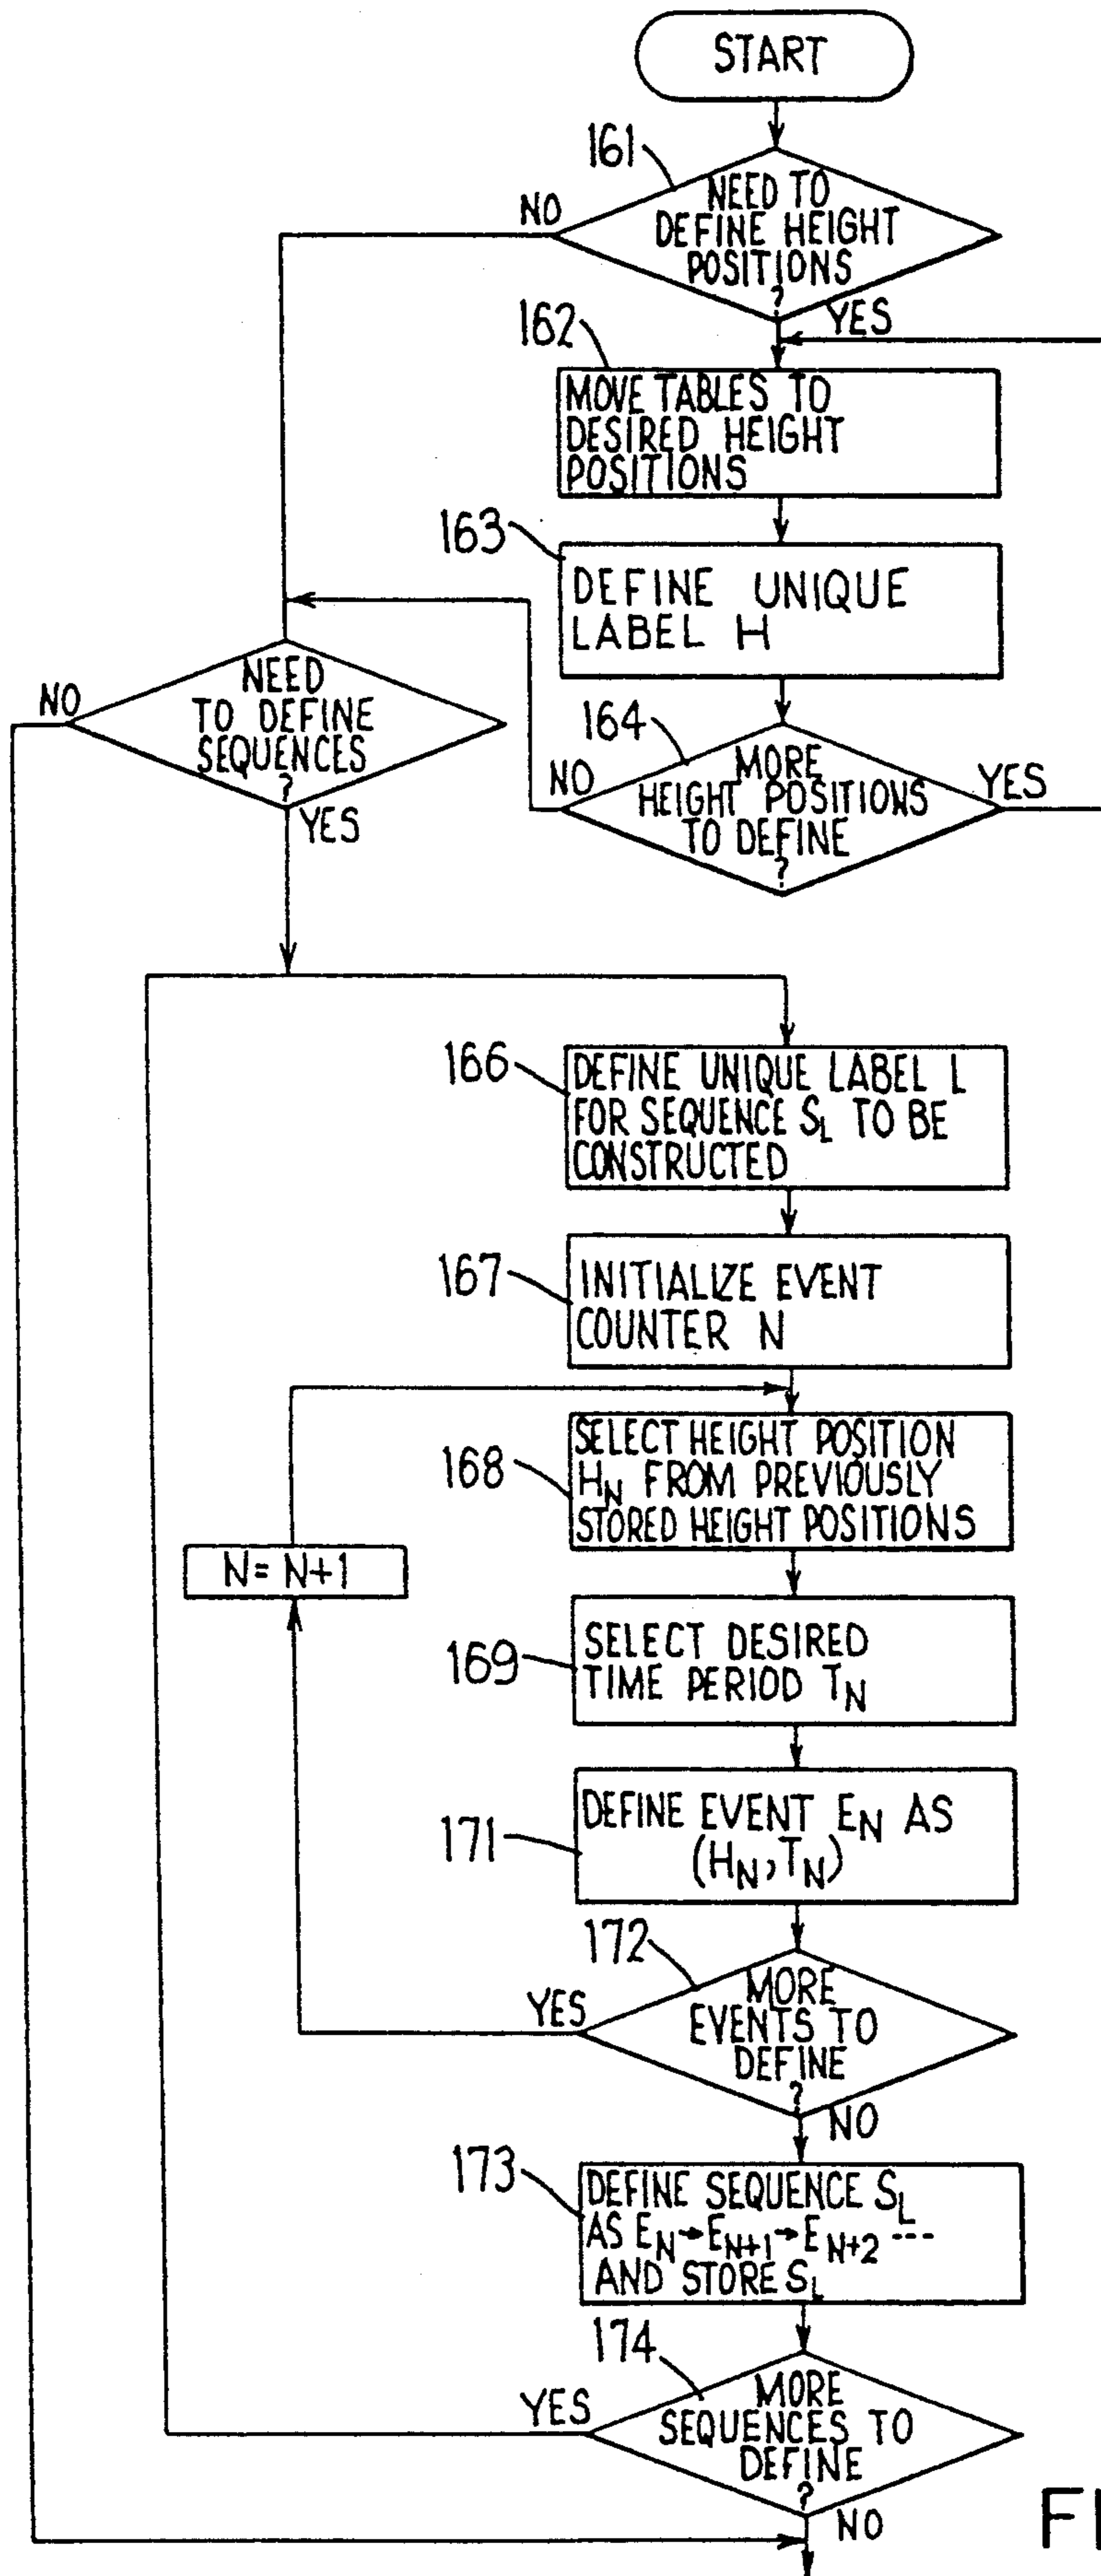 START
161
NO
NEED TO
DEFINE HEIGHT
POSITIONS
?
YES
162
MOVE TABLES TO
DESIRED HEIGHT
POSITIONS
163
DEFINE UNIQUE
LABEL H
NO
NEED
TO DEFINE
SEQUENCES
?
YES
164
NO
MORE
HEIGHT POSITIONS
TO DEFINE
?
YES
166
DEFINE UNIQUE LABEL L
FOR SEQUENCE S_L TO BE
CONSTRUCTED
167
INITIALIZE EVENT
COUNTER N
168
SELECT HEIGHT POSITION
H_N FROM PREVIOUSLY
STORED HEIGHT POSITIONS
N=N+1
169
SELECT DESIRED
TIME PERIOD T_N
171
DEFINE EVENT E_N AS
(H_N,T_N)
172
YES
MORE
EVENTS TO
DEFINE
?
NO
173
DEFINE SEQUENCE S_L
AS E_N→E_N+1→E_N+2 ---
AND STORE S_L
174
YES
MORE
SEQUENCES TO
DEFINE
?
NO